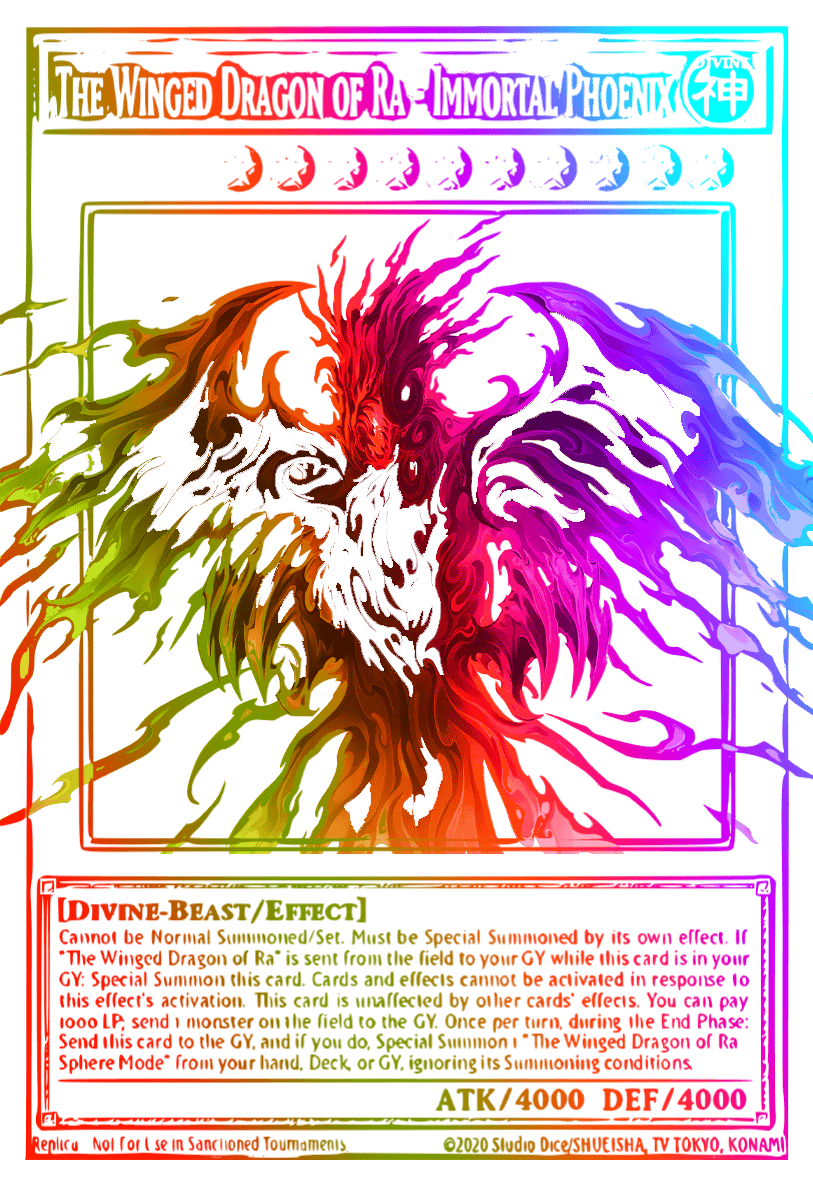 The Winged Dragon of Ra - Immortal Phoenix
DIVINE
神
[Divine-Beast/Effect]
Cannot be Normal Summoned/Set. Must be Special Summoned by its own effect. If
"The Winged Dragon of Ra" is sent from the field to your GY while this card is in your
GY: Special Summon this card. Cards and effects cannot be activated in response to
this effect's activation. This card is unaffected by other cards' effects. You can pay
1000 LP; send 1 monster on the field to the GY. Once per turn, during the End Phase:
Send this card to the GY, and if you do, Special Summon 1 "The Winged Dragon of Ra
Sphere Mode" from your hand, Deck, or GY, ignoring its Summoning conditions.
ATK/4000 DEF/4000
Replica Not For Use in Sanctioned Tournaments
©2020 Studio Dice/SHUEISHA, TV TOKYO, KONAMI